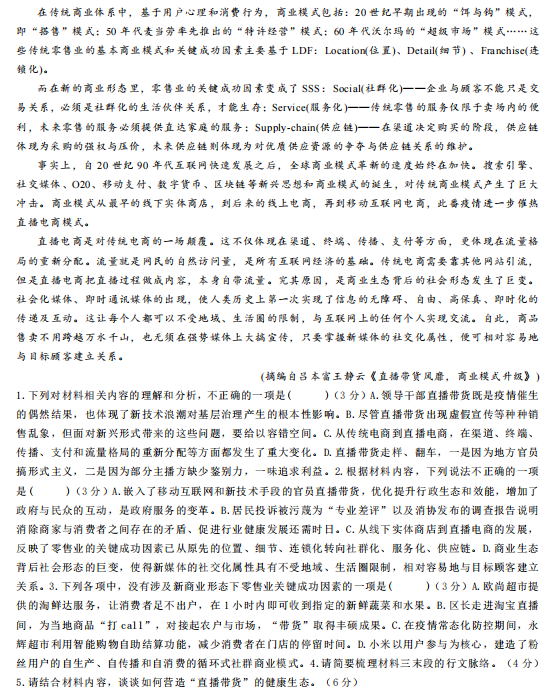 在传统商业体系中，基于用户心理和消费行为，商业模式包括：20 世纪早期出现的“饵与钩”模式，
即“搭售”模式；50 年代麦当劳率先推出的“特许经营”模式；60 年代沃尔玛的“超级市场”模式……这
些传统零售业的基本商业模式和关键成功因素主要基于 LDF：Location(位置)、Detail(细节) 、Franchise(连
锁化)。
而在新的商业形态里，零售业的关键成功因素变成了 SSS：Social(社群化)——企业与顾客不能只是交
易关系，必须是社群化的生活伙伴关系，才能生存；Service(服务化)——传统零售的服务仅限于卖场内的便
利，未来零售的服务必须提供直达家庭的服务；Supply-chain(供应链)——在渠道决定购买的阶段，供应链
体现为采购的强权与压价，未来供应链则体现为对优质供应资源的争夺与供应链关系的维护。
事实上，自 20 世纪 90 年代互联网快速发展之后，全球商业模式革新的速度始终在加快。搜索引擎、
社交媒体、O2O、移动支付、数字货币、区块链等新兴思想和商业模式的诞生，对传统商业模式产生了巨大
冲击。商业模式从最早的线下实体商店，到后来的线上电商，再到移动互联网电商，此番疫情进一步催热
直播电商模式。
直播电商是对传统电商的一场颠覆。这不仅体现在渠道、终端、传播、支付等方面，更体现在流量格
局的重新分配。流量就是网民的自然访问量，是所有互联网经济的基础。传统电商需要靠其他网站引流，
但是直播电商把直播过程做成内容，本身自带流量。究其原因，是商业生态背后的社会形态发生了巨变。
社会化媒体、即时通讯媒体的出现，使人类历史上第一次实现了信息的无障碍、自由、高保真、即时化的
传递及互动。这让每个人都可以不受地域、生活圈的限制，与互联网上的任何个人实现交流。自此，商品
售卖不用跨越万水千山，也无须在强势媒体上大搞宣传，只要掌握新媒体的社交化属性，便可相对容易地
与目标顾客建立关系。
(摘编自吕本富王静云《直播带货风靡，商业模式升级》)
1.下列对材料相关内容的理解和分析，不正确的一项是(　　)(3 分)A.领导干部直播带货既是疫情催生
的偶然结果，也体现了新技术浪潮对基层治理产生的根本性影响。B.尽管直播带货出现虚假宣传等种种销
售乱象，但面对新兴形式带来的这些问题，要给以容错空间。C.从传统电商到直播电商，在渠道、终端、
传播、支付和流量格局的重新分配等方面都发生了重大变化。D.直播带货走样、翻车，一是因为地方官员
搞形式主义，二是因为部分主播方缺少鉴别力，一味追求利益。2.根据材料内容，下列说法不正确的一项
是(　　)(3 分)A.嵌入了移动互联网和新技术手段的官员直播带货，优化提升行政生态和效能，增加了
政府与民众的互动，是政府服务的变革。B.居民投诉被污蔑为“专业差评”以及消协发布的调查报告说明
消除商家与消费者之间存在的矛盾、促进行业健康发展还需时日。C.从线下实体商店到直播电商的发展，
反映了零售业的关键成功因素已从原先的位置、细节、连锁化转向社群化、服务化、供应链。D.商业生态
背后社会形态的巨变，使得新媒体的社交化属性具有不受地域、生活圈限制，相对容易地与目标顾客建立
关系。3.下列各项中，没有涉及新商业形态下零售业关键成功因素的一项是(　　)(3 分)A.欧尚超市提
供的淘鲜达服务，让消费者足不出户，在 1 小时内即可收到指定的新鲜蔬菜和水果。B.区长走进淘宝直播
间，为当地商品“打 call”，对接起农户与市场，“带货”取得丰硕成果。C.在疫情常态化防控期间，永
辉超市利用智能购物自助结算功能，减少消费者在门店的停留时间。D.小米以用户参与为核心，建造了粉
丝用户的自生产、自传播和自消费的循环式社群商业模式。4.请简要梳理材料三末段的行文脉络。（4 分）
5.请结合材料内容，谈谈如何营造“直播带货”的健康生态。（6 分）